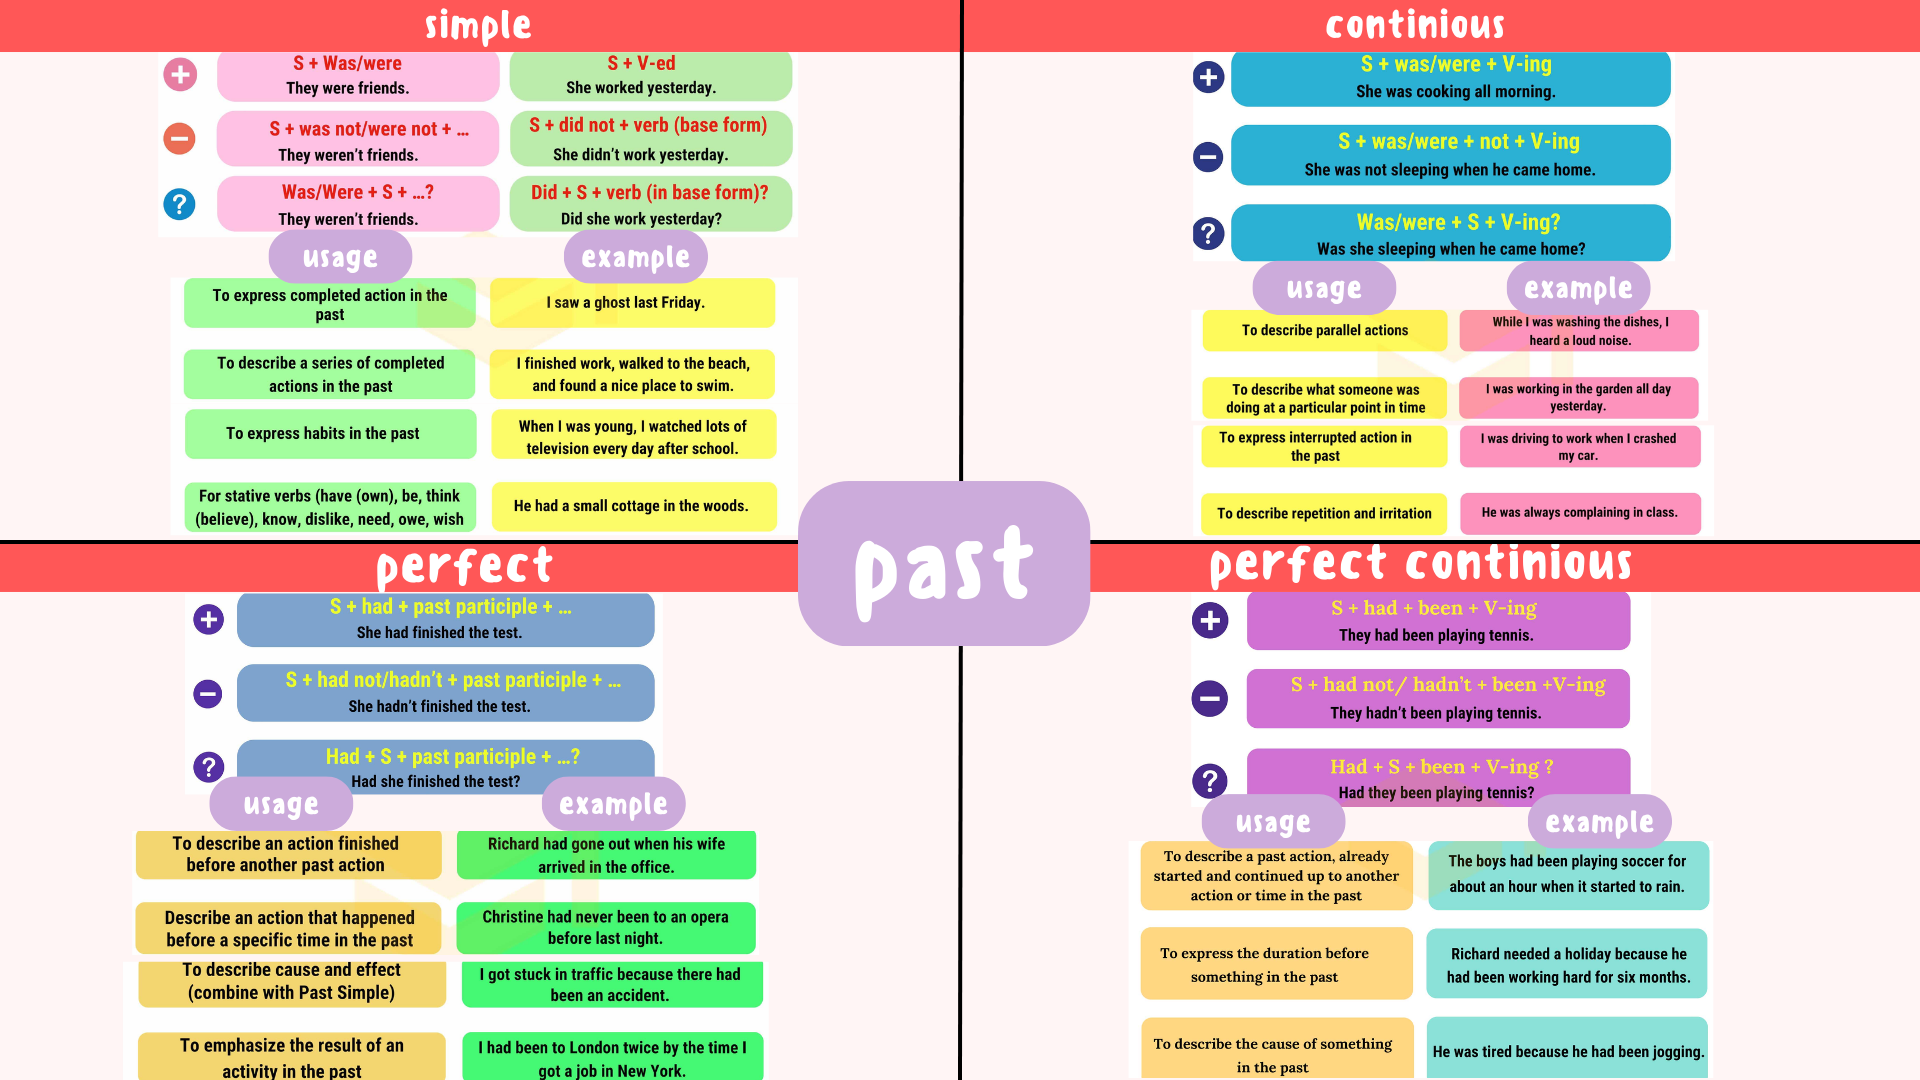 simple
S + Was/were
They were friends.
S + V-ed
She worked yesterday.
S + was not/were not + ...
They weren't friends.
S + did not + verb (base form)
She didn't work yesterday.
?
Was/Were + S + ...?
They weren't friends.
Did + S + verb (in base form)?
Did she work yesterday?
usage
example
To express completed action in the
past
I saw a ghost last Friday.
To describe a series of completed
actions in the past
I finished work, walked to the beach,
and found a nice place to swim.
To express habits in the past
When I was young, I watched lots of
television every day after school.
For stative verbs (have (own), be, think
(believe), know, dislike, need, owe, wish
He had a small cottage in the woods.
continious
S + was/were + V-ing
She was cooking all morning.
S + was/were + not + V-ing
She was not sleeping when he came home.
?
Was/were + S + V-ing?
Was she sleeping when he came home?
usage
example
To describe parallel actions
While I was washing the dishes, I
heard a loud noise.
To describe what someone was
doing at a particular point in time
I was working in the garden all day
yesterday.
To express interrupted action in
the past
I was driving to work when I crashed
my car.
To describe repetition and irritation
He was always complaining in class.
past
perfect
S + had + past participle + ...
She had finished the test.
S + had not/hadn't + past participle + ...
She hadn't finished the test.
?
Had + S + past participle + ...?
Had she finished the test?
usage
example
To describe an action finished
before another past action
Richard had gone out when his wife
arrived in the office.
Describe an action that happened
before a specific time in the past
Christine had never been to an opera
before last night.
To describe cause and effect
(combine with Past Simple)
I got stuck in traffic because there had
been an accident.
To emphasize the result of an
activity in the past
I had been to London twice by the time I
got a job in New York.
perfect continious
S + had + been + V-ing
They had been playing tennis.
S + had not/ hadn't + been +V-ing
They hadn't been playing tennis.
?
Had + S + been + V-ing ?
Had they been playing tennis?
usage
example
To describe a past action, already
started and continued up to another
action or time in the past
The boys had been playing soccer for
about an hour when it started to rain.
To express the duration before
something in the past
Richard needed a holiday because he
had been working hard for six months.
To describe the cause of something
in the past
He was tired because he had been jogging.